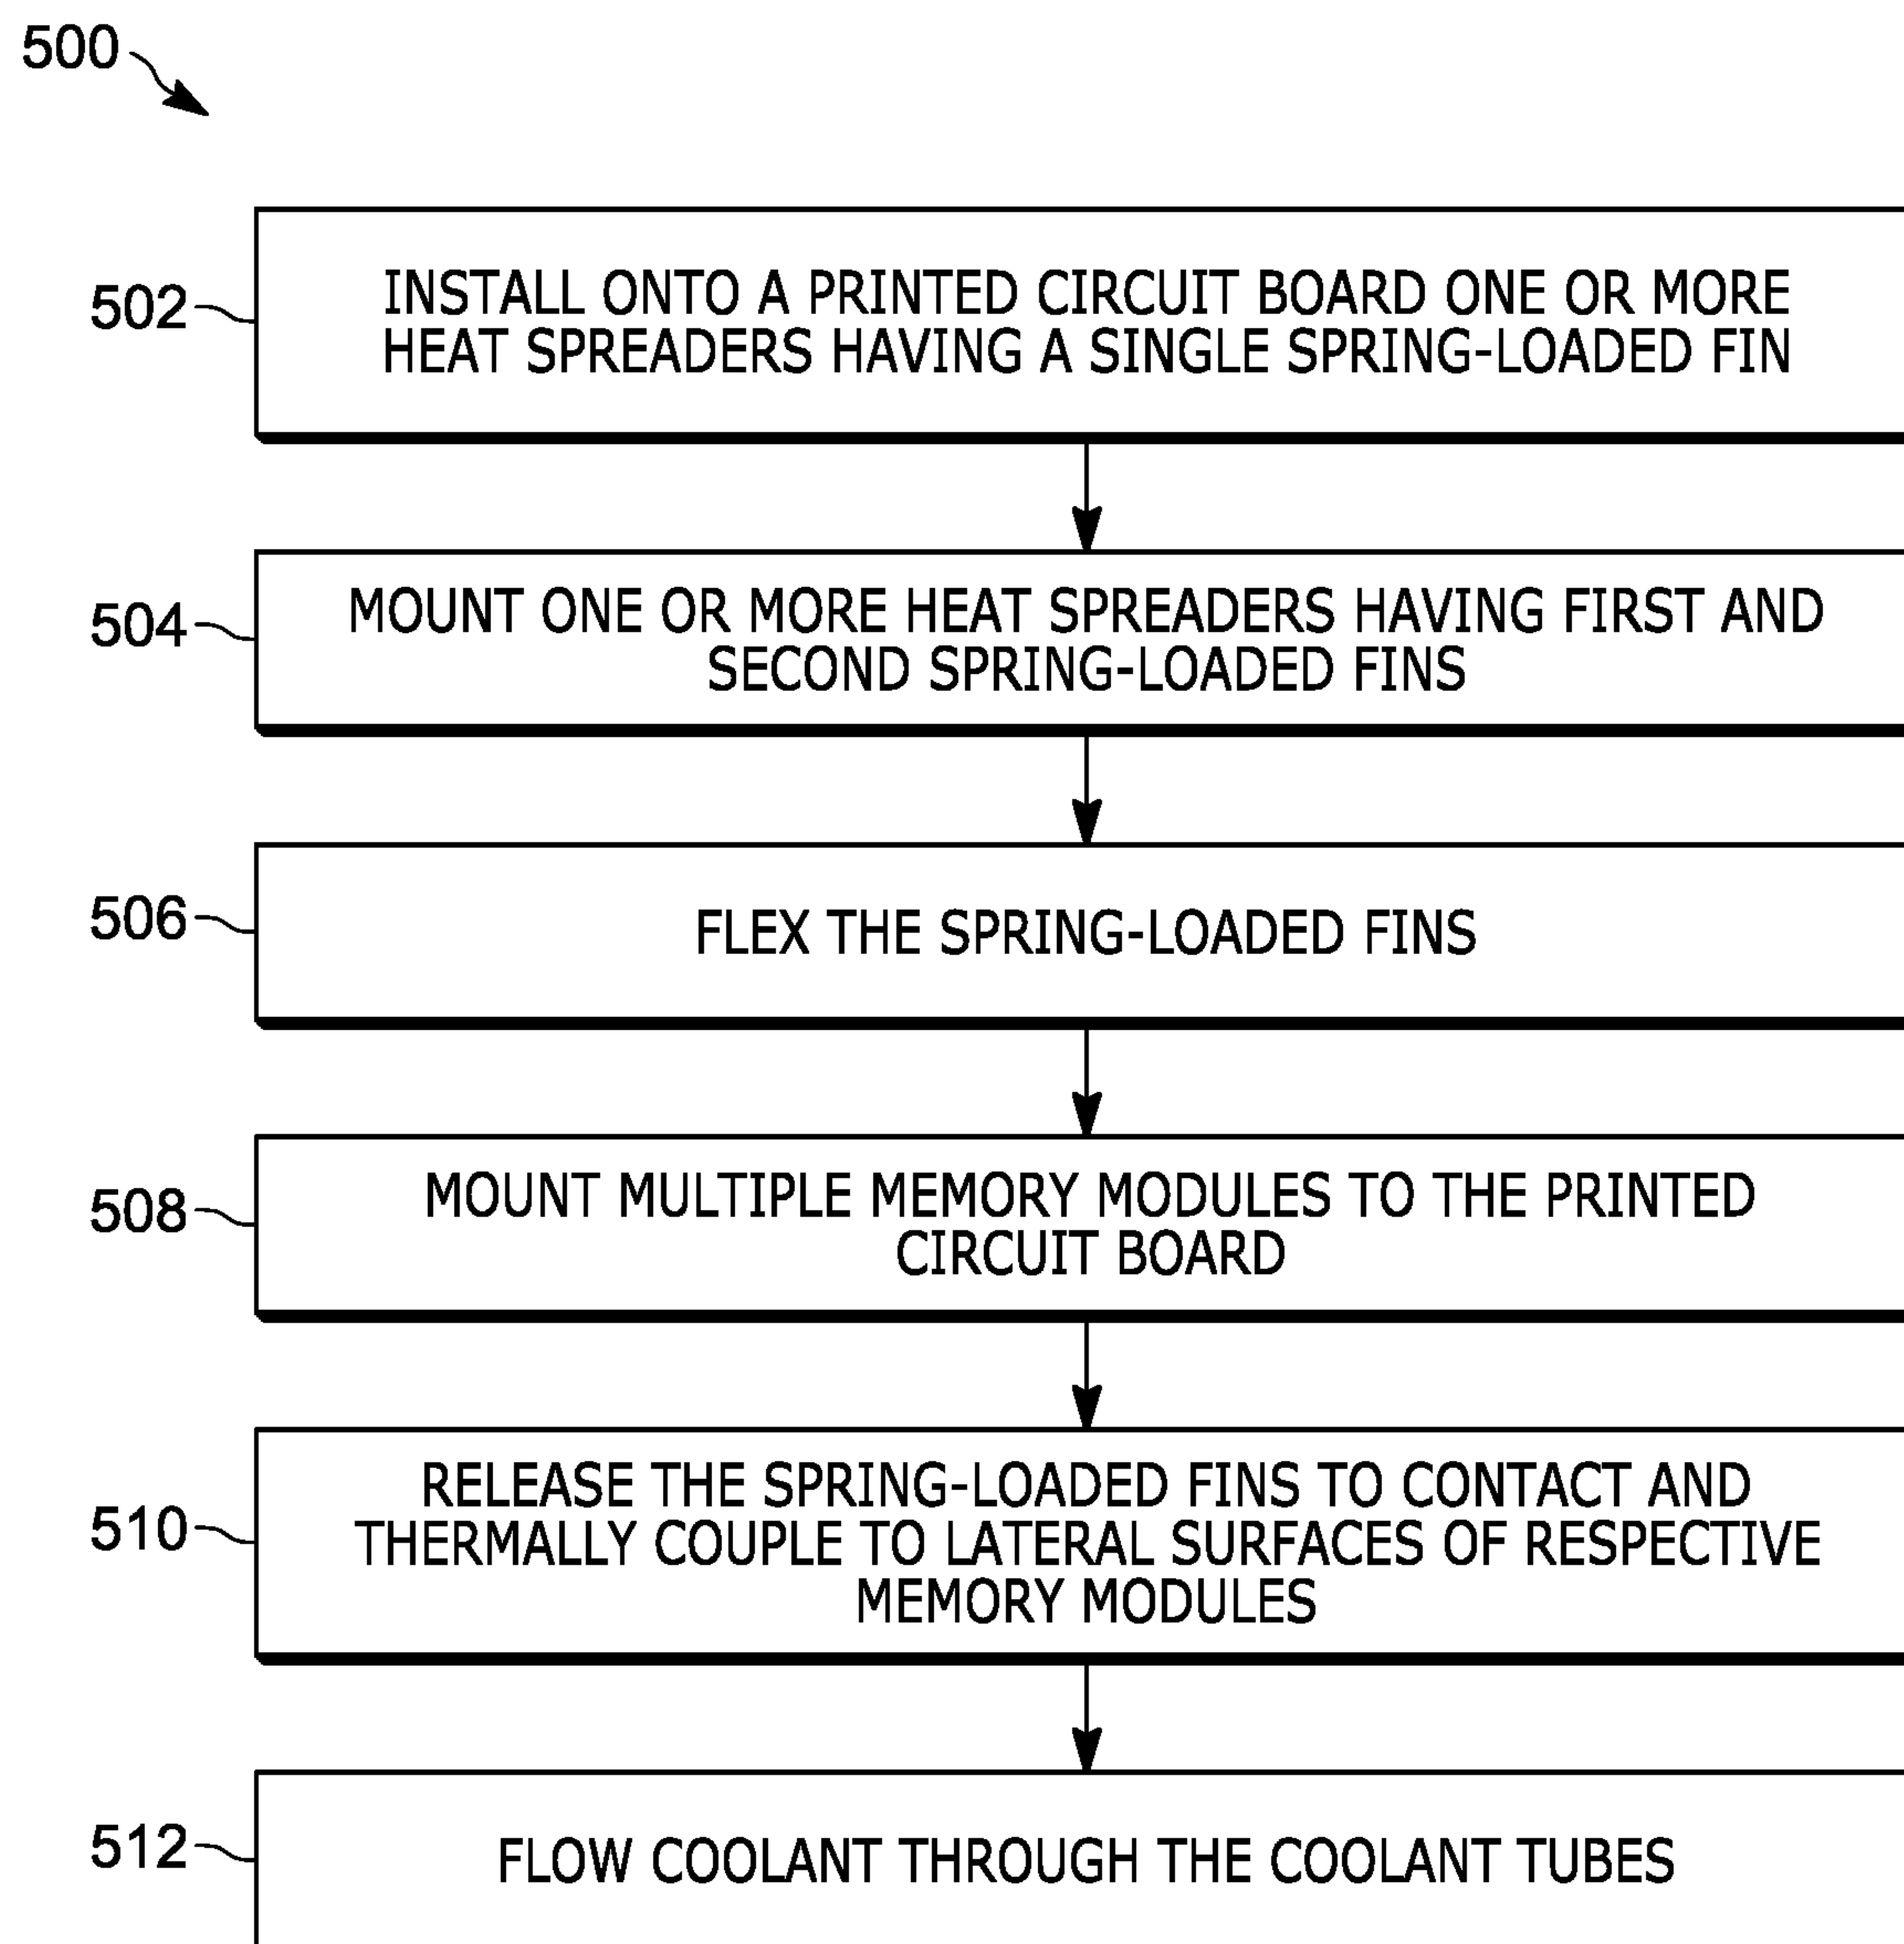 500
502
INSTALL ONTO A PRINTED CIRCUIT BOARD ONE OR MORE
HEAT SPREADERS HAVING A SINGLE SPRING-LOADED FIN
504
MOUNT ONE OR MORE HEAT SPREADERS HAVING FIRST AND
SECOND SPRING-LOADED FINS
506
FLEX THE SPRING-LOADED FINS
508
MOUNT MULTIPLE MEMORY MODULES TO THE PRINTED
CIRCUIT BOARD
510
RELEASE THE SPRING-LOADED FINS TO CONTACT AND
THERMALLY COUPLE TO LATERAL SURFACES OF RESPECTIVE
MEMORY MODULES
512
FLOW COOLANT THROUGH THE COOLANT TUBES